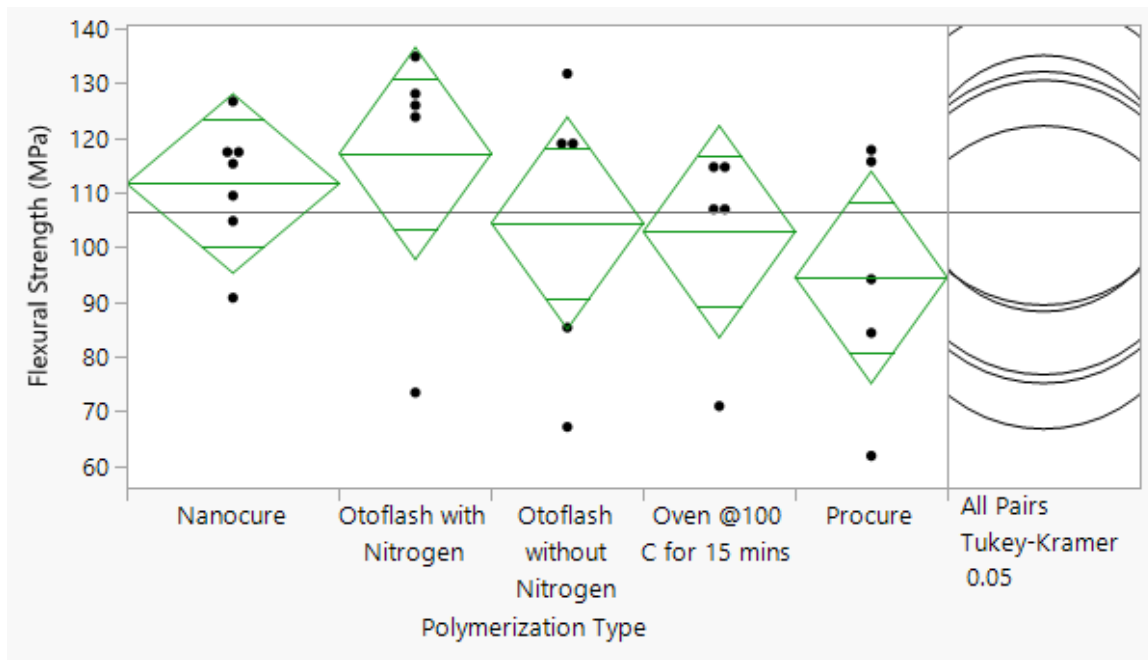 Flexural Strength (MPa)
140
130
120
110
100
90
80
70
60
Nanocure
Otoflash with
Nitrogen
Otoflash
without
Nitrogen
Oven @100
C for 15 mins
Procure
All Pairs
Tukey-Kramer
0.05
Polymerization Type